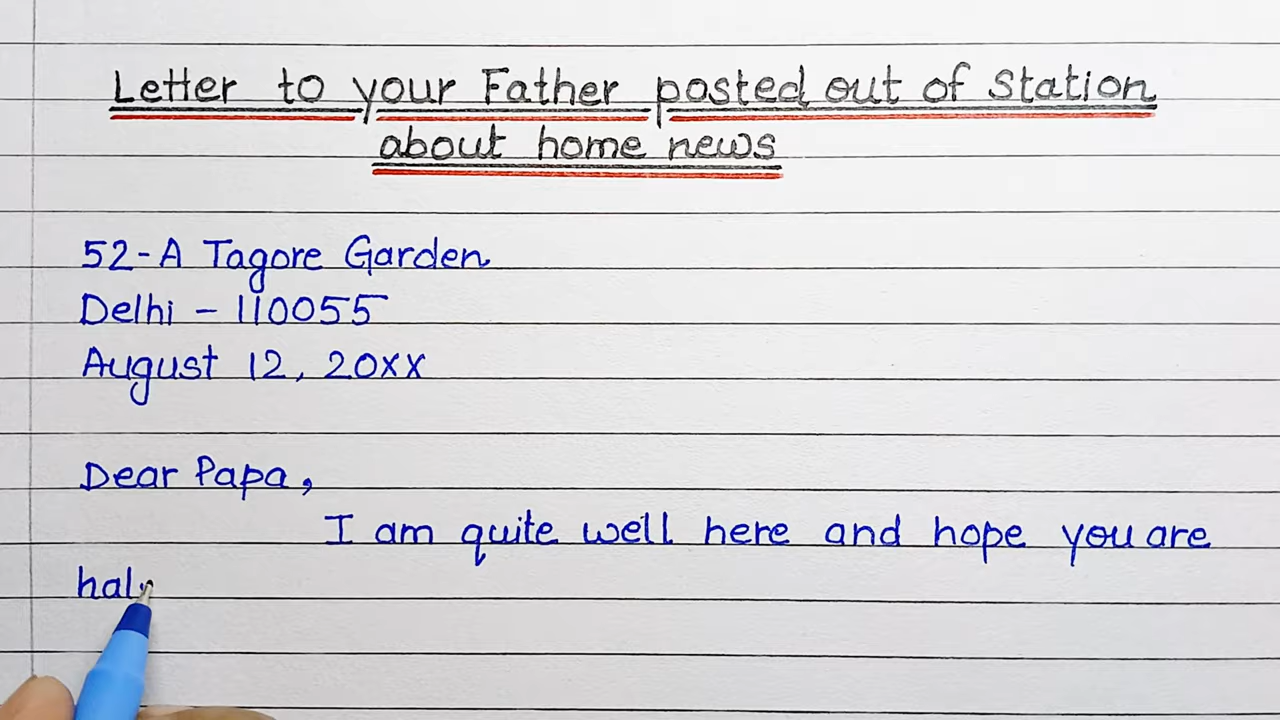 Letter to your Father posted out of Station
about home news
52-A Tagore Garden
Delhi - 110055
August 12, 20xx
Dear Papa,
I am quite well here and hope you are
hal